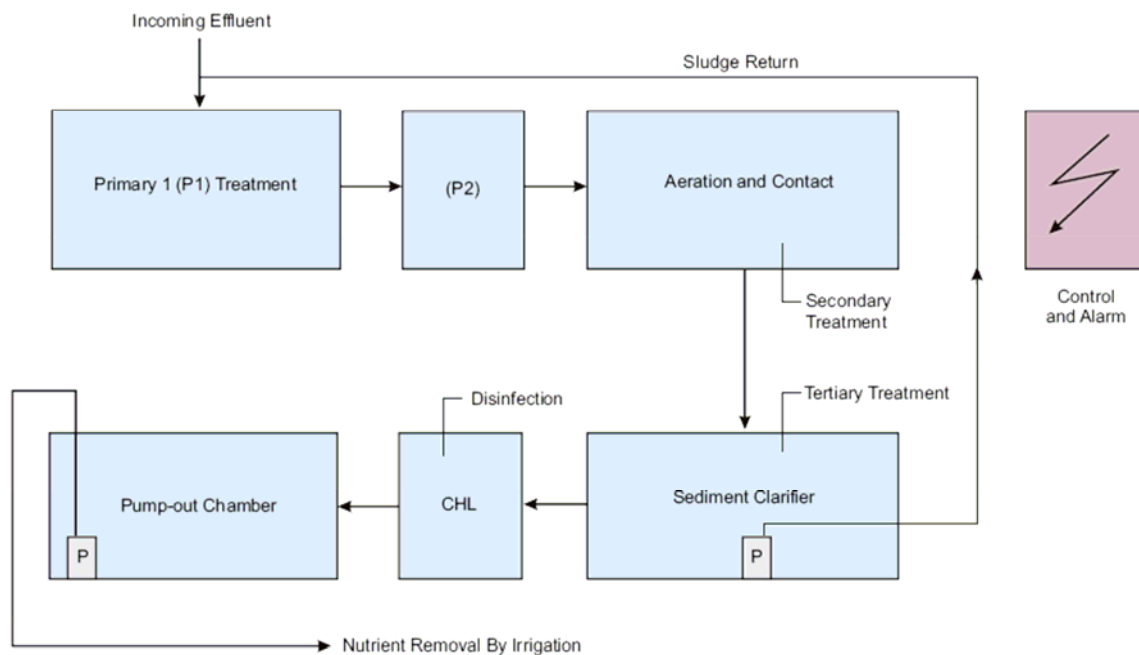 Incoming Effluent
Sludge Return
Primary 1 (P1) Treatment
(P2)
Aeration and Contact
Secondary
Treatment
Control
and Alarm
Disinfection
Tertiary Treatment
Pump-out Chamber
CHL
Sediment Clarifier
P
P
Nutrient Removal By Irrigation